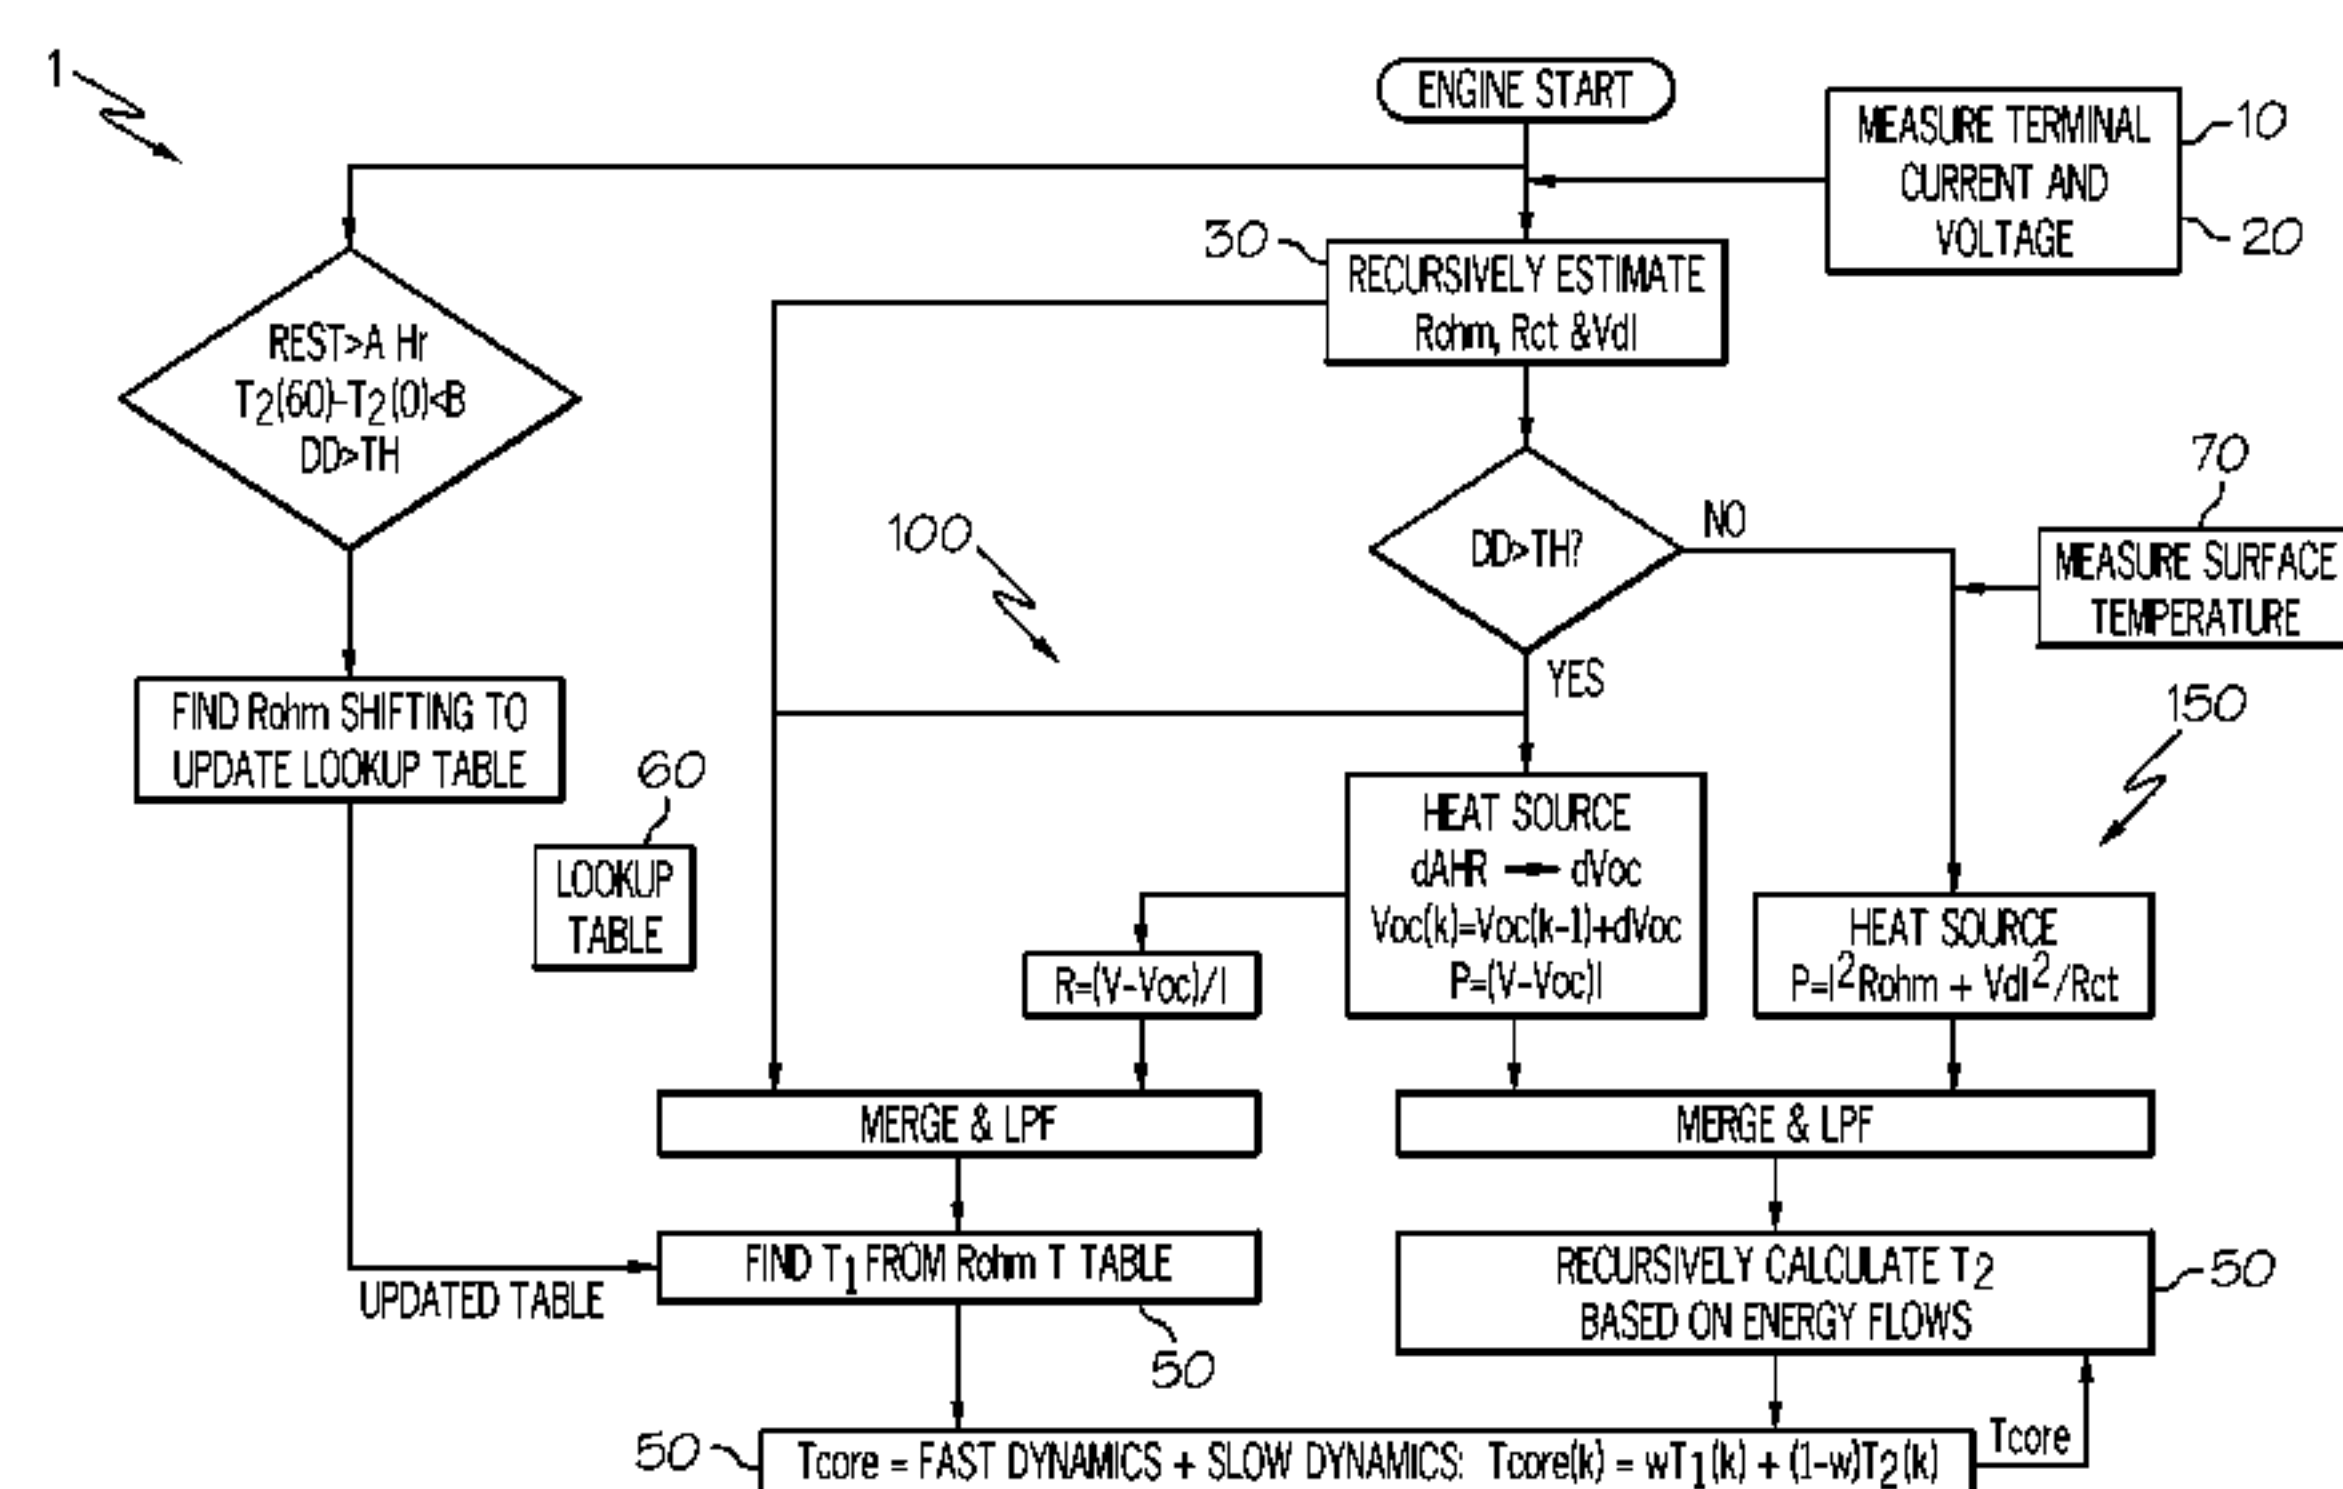 1
ENGINE START
MEASURE TERMINAL
CURRENT AND
VOLTAGE
10
20
30
RECURSIVELY ESTIMATE
Rohm, Rct &Vdl
REST>A Hr
T2(60)-T2(0)<B
DD>TH
100
DD>TH?
NO
YES
70
MEASURE SURFACE
TEMPERATURE
150
FIND Rohm SHIFTING TO
UPDATE LOOKUP TABLE
60
LOOKUP
TABLE
HEAT SOURCE
dAHR → dVoc
Voc(k)=Voc(k-1)+dVoc
P=(V-Voc)I
R=(V-Voc)/I
HEAT SOURCE
P=I²Rohm + Vdl²/Rct
MERGE & LPF
MERGE & LPF
FIND T1 FROM Rohm T TABLE
UPDATED TABLE
50
RECURSIVELY CALCULATE T2
BASED ON ENERGY FLOWS
50
50
Tcore = FAST DYNAMICS + SLOW DYNAMICS: Tcore(k) = wT1(k) + (1-w)T2(k)
Tcore